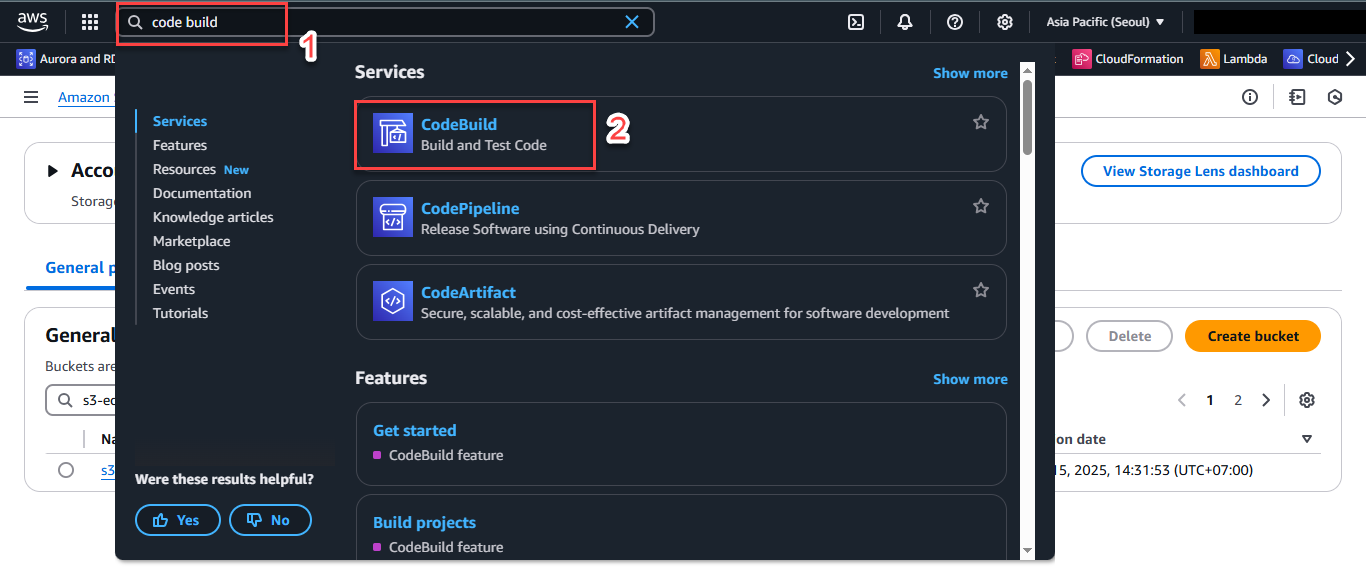 aws
code build
1
Asia Pacific (Seoul)
Aurora and RD
CloudFormation
Lambda
Cloud
Amazon
Services
Show more
Services
Features
Resources New
Documentation
Knowledge articles
Marketplace
Blog posts
Events
Tutorials
CodeBuild
Build and Test Code
2
CodePipeline
Release Software using Continuous Delivery
CodeArtifact
Secure, scalable, and cost-effective artifact management for software development
Features
Show more
Get started
CodeBuild feature
Build projects
CodeBuild feature
Were these results helpful?
Yes
No
Acco
Storag
View Storage Lens dashboard
General p
General
Buckets are
Delete
Create bucket
s3-ec
1
2
Na
on date
s3
15, 2025, 14:31:53 (UTC+07:00)